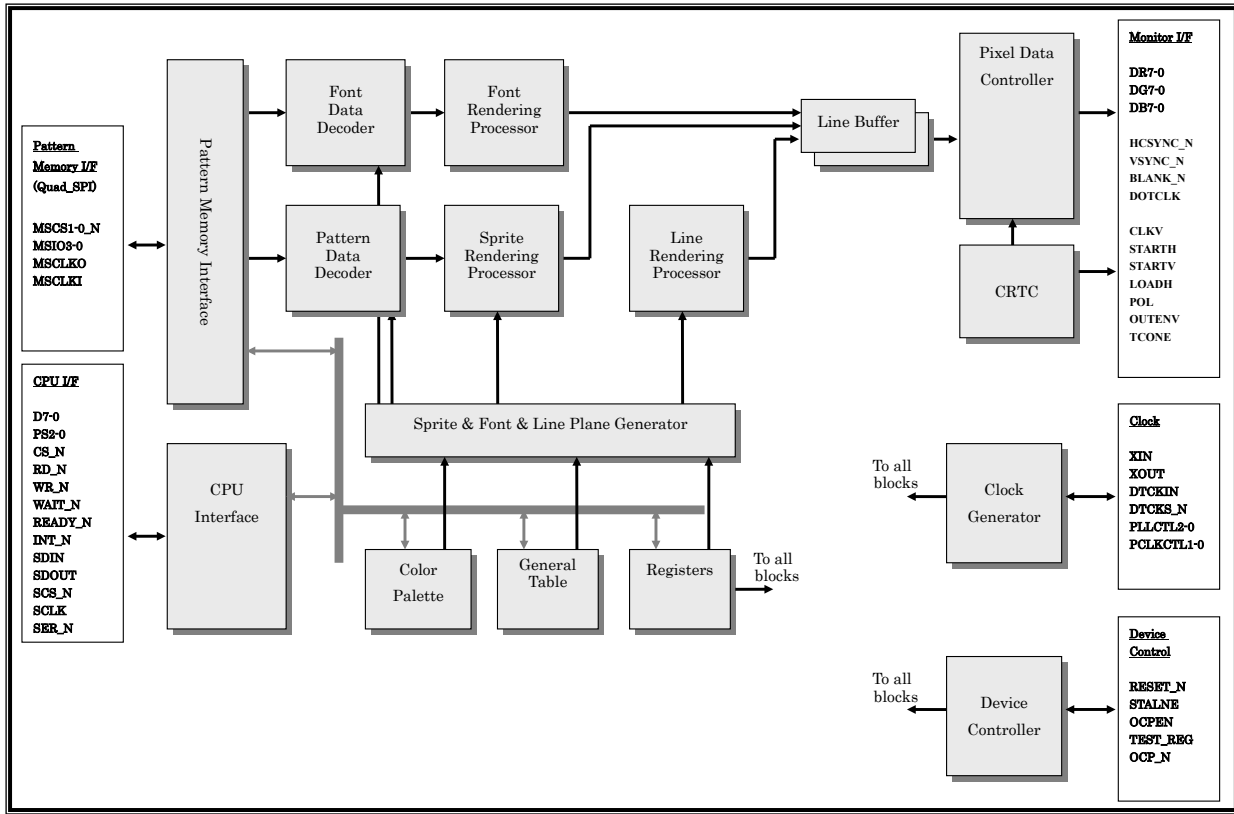 Pattern
Memory I/F
(Quad_SPI)
MSCS1-0_N
MSIO3-0
MSCLKO
MSCLKI
CPU I/F
D7-0
PS2-0
CS_N
RD_N
WR_N
WAIT_N
READY_N
INT_N
SDIN
SDOUT
SCS_N
SCLK
SER_N
Pattern Memory Interface
CPU
Interface
Font
Data
Decoder
Font
Rendering
Processor
Pattern
Data
Decoder
Sprite
Rendering
Processor
Line
Rendering
Processor
Line Buffer
Pixel Data
Controller
CRTC
Sprite & Font & Line Plane Generator
Color
Palette
General
Table
Registers
To all
blocks
Monitor I/F
DR7-0
DG7-0
DB7-0
HCSYNC_N
VSYNC_N
BLANK_N
DOTCLK
CLKV
STARTH
STARTV
LOADH
POL
OUTENV
TCONE
To all
blocks
Clock
Generator
Clock
XIN
XOUT
DTCKIN
DTCKS_N
PLLCTL2-0
PCLKCTL1-0
To all
blocks
Device
Controller
Device
Control
RESET_N
STALNE
OCPEN
TEST_REG
OCP_N